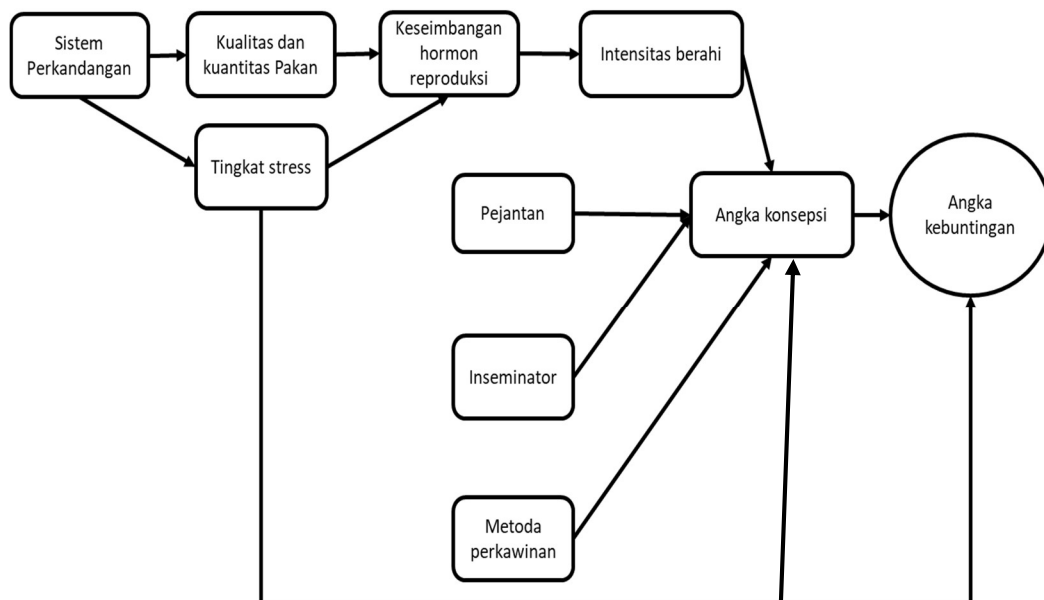 Sistem
Perkandangan
Kualitas dan
kuantitas Pakan
Keseimbangan
hormon
reproduksi
Intensitas berahi
Tingkat stress
Pejantan
Angka konsepsi
Angka
kebuntingan
Inseminator
Metoda
perkawinan